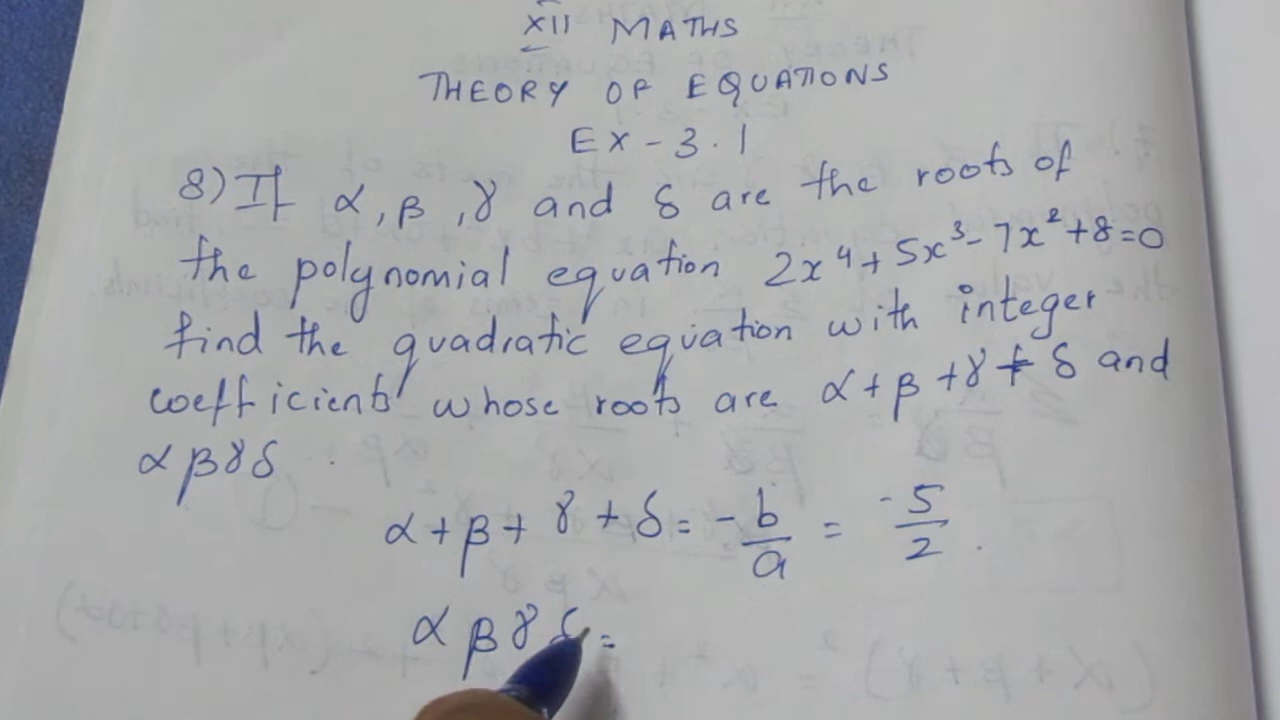 XII MATHS
THEORY OF EQUATIONS
EX-3.1
8) If α, β, γ and δ are the roots of
the polynomial equation 2x⁴+5x³-7x²+8=0
find the quadratic equation with integer
coefficients whose roots are α+β+γ+δ and
αβγδ.
α+β+γ+δ = -b/a = -5/2.
αβγδ =